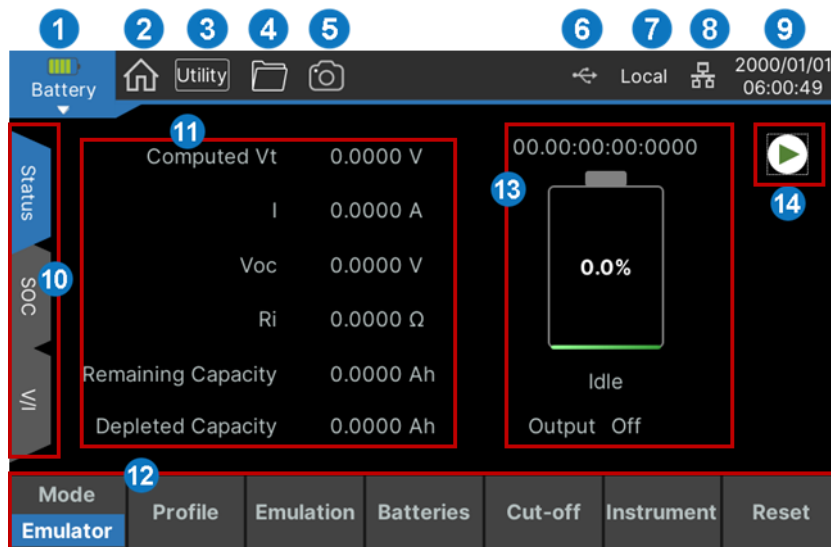 1 2 3 4 5 6 7 8 9
Battery Utility Local 2000/01/01
06:00:49
11
Computed Vt 0.0000 V
I 0.0000 A
Voc 0.0000 V
Ri 0.0000 Ω
Remaining Capacity 0.0000 Ah
Depleted Capacity 0.0000 Ah
Status
10
SOC
V/I
13
00.00:00:00:0000
0.0%
Idle
Output Off
14
12
Mode
Emulator
Profile Emulation Batteries Cut-off Instrument Reset